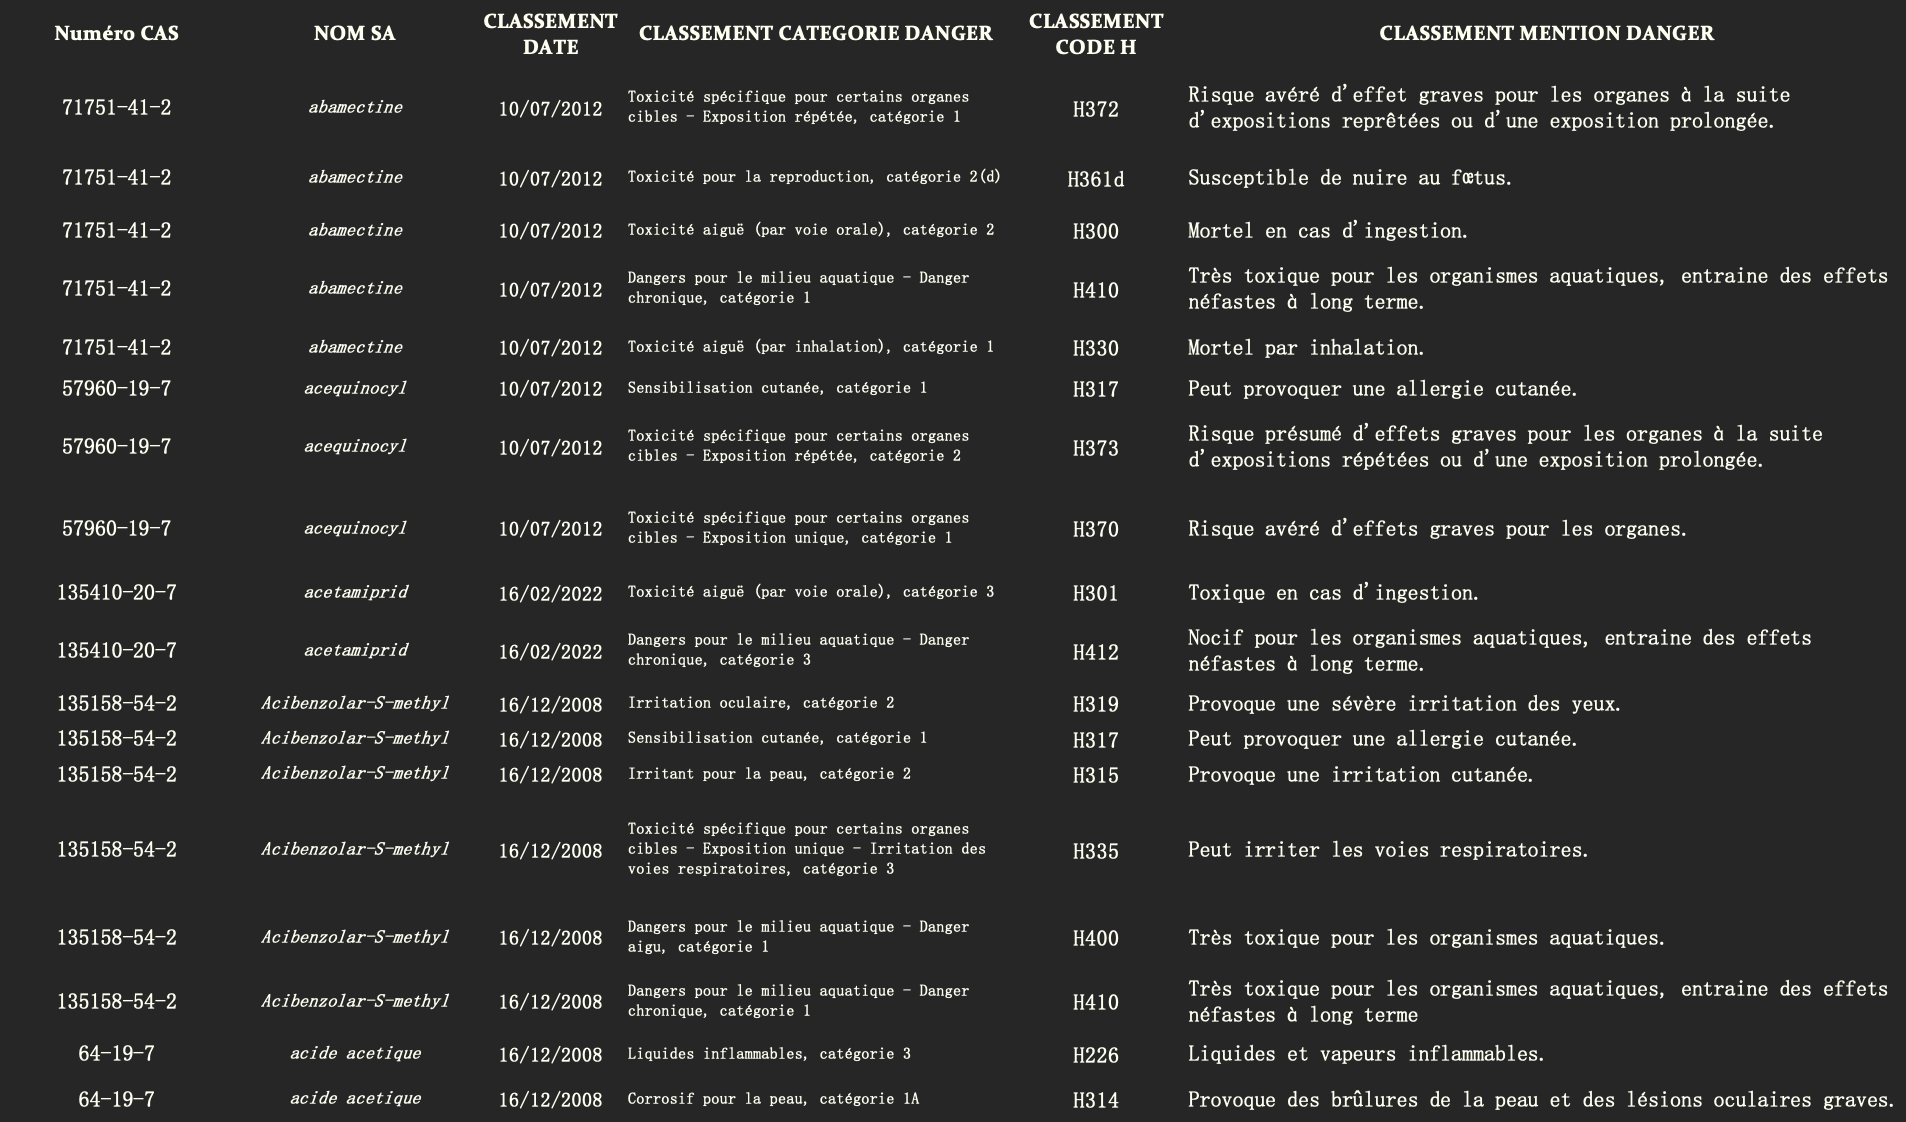 Numéro CAS NOM SA CLASSEMENT DATE CLASSEMENT CATEGORIE DANGER CLASSEMENT CODE H CLASSEMENT MENTION DANGER
71751-41-2 abamectine 10/07/2012 Toxicité spécifique pour certains organes cibles - Exposition répétée, catégorie 1 H372 Risque avéré d'effet graves pour les organes à la suite d'expositions reprêtées ou d'une exposition prolongée.
71751-41-2 abamectine 10/07/2012 Toxicité pour la reproduction, catégorie 2(d) H361d Susceptible de nuire au fœtus.
71751-41-2 abamectine 10/07/2012 Toxicité aiguë (par voie orale), catégorie 2 H300 Mortel en cas d'ingestion.
71751-41-2 abamectine 10/07/2012 Dangers pour le milieu aquatique - Danger chronique, catégorie 1 H410 Très toxique pour les organismes aquatiques, entraine des effets néfastes à long terme.
71751-41-2 abamectine 10/07/2012 Toxicité aiguë (par inhalation), catégorie 1 H330 Mortel par inhalation.
57960-19-7 acequinocyl 10/07/2012 Sensibilisation cutanée, catégorie 1 H317 Peut provoquer une allergie cutanée.
57960-19-7 acequinocyl 10/07/2012 Toxicité spécifique pour certains organes cibles - Exposition répétée, catégorie 2 H373 Risque présumé d'effets graves pour les organes à la suite d'expositions répétées ou d'une exposition prolongée.
57960-19-7 acequinocyl 10/07/2012 Toxicité spécifique pour certains organes cibles - Exposition unique, catégorie 1 H370 Risque avéré d'effets graves pour les organes.
135410-20-7 acetamiprid 16/02/2022 Toxicité aiguë (par voie orale), catégorie 3 H301 Toxique en cas d'ingestion.
135410-20-7 acetamiprid 16/02/2022 Dangers pour le milieu aquatique - Danger chronique, catégorie 3 H412 Nocif pour les organismes aquatiques, entraine des effets néfastes à long terme.
135158-54-2 Acibenzolar-S-methyl 16/12/2008 Irritation oculaire, catégorie 2 H319 Provoque une sévère irritation des yeux.
135158-54-2 Acibenzolar-S-methyl 16/12/2008 Sensibilisation cutanée, catégorie 1 H317 Peut provoquer une allergie cutanée.
135158-54-2 Acibenzolar-S-methyl 16/12/2008 Irritant pour la peau, catégorie 2 H315 Provoque une irritation cutanée.
135158-54-2 Acibenzolar-S-methyl 16/12/2008 Toxicité spécifique pour certains organes cibles - Exposition unique - Irritation des voies respiratoires, catégorie 3 H335 Peut irriter les voies respiratoires.
135158-54-2 Acibenzolar-S-methyl 16/12/2008 Dangers pour le milieu aquatique - Danger aigu, catégorie 1 H400 Très toxique pour les organismes aquatiques.
135158-54-2 Acibenzolar-S-methyl 16/12/2008 Dangers pour le milieu aquatique - Danger chronique, catégorie 1 H410 Très toxique pour les organismes aquatiques, entraine des effets néfastes à long terme
64-19-7 acide acetique 16/12/2008 Liquides inflammables, catégorie 3 H226 Liquides et vapeurs inflammables.
64-19-7 acide acetique 16/12/2008 Corrosif pour la peau, catégorie 1A H314 Provoque des brûlures de la peau et des lésions oculaires graves.